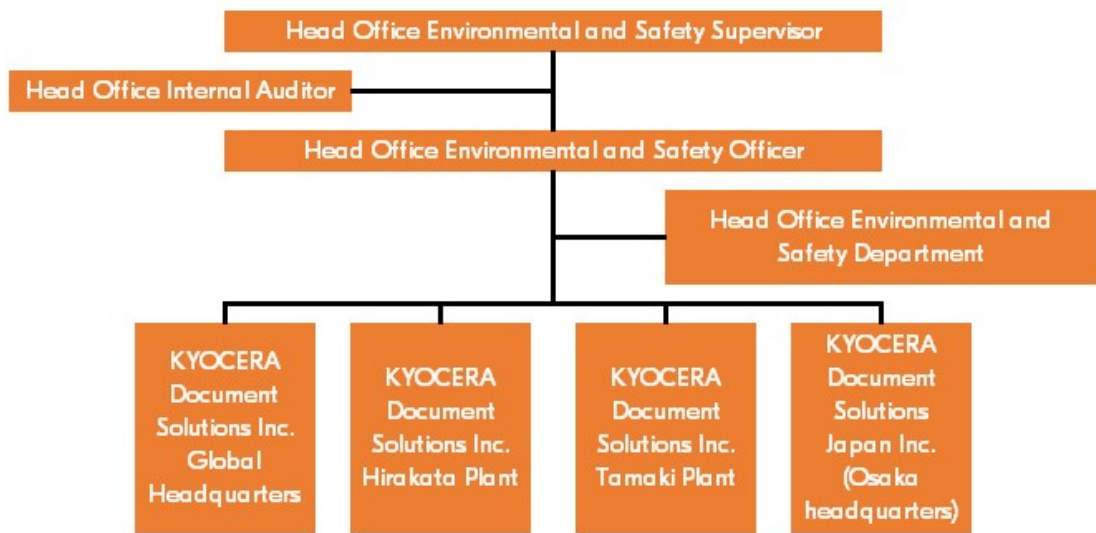 Head Office Environmental and Safety Supervisor
Head Office Internal Auditor
Head Office Environmental and Safety Officer
Head Office Environmental and
Safety Department
KYOCERA
Document
Solutions Inc.
Global
Headquarters
KYOCERA
Document
Solutions Inc.
Hirakata Plant
KYOCERA
Document
Solutions Inc.
Tamaki Plant
KYOCERA
Document
Solutions
Japan Inc.
(Osaka
headquarters)